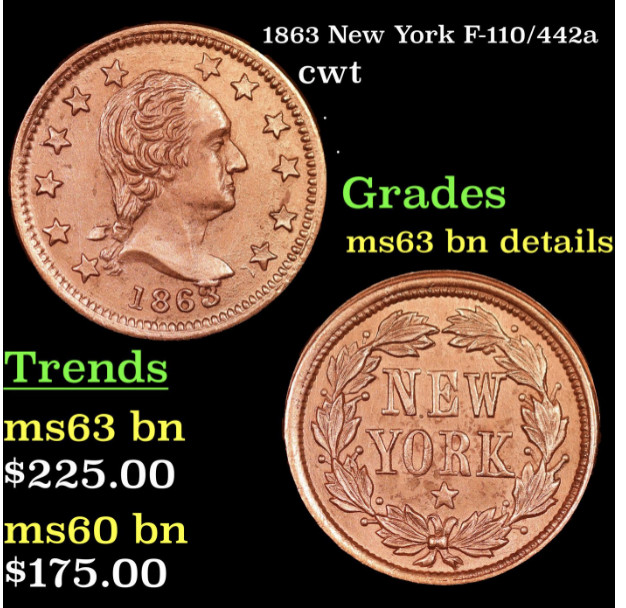 1863 New York F-110/442a
cwt
Grades
ms63 bn details
1863
Trends
ms63 bn
$225.00
ms60 bn
$175.00
NEW
YORK